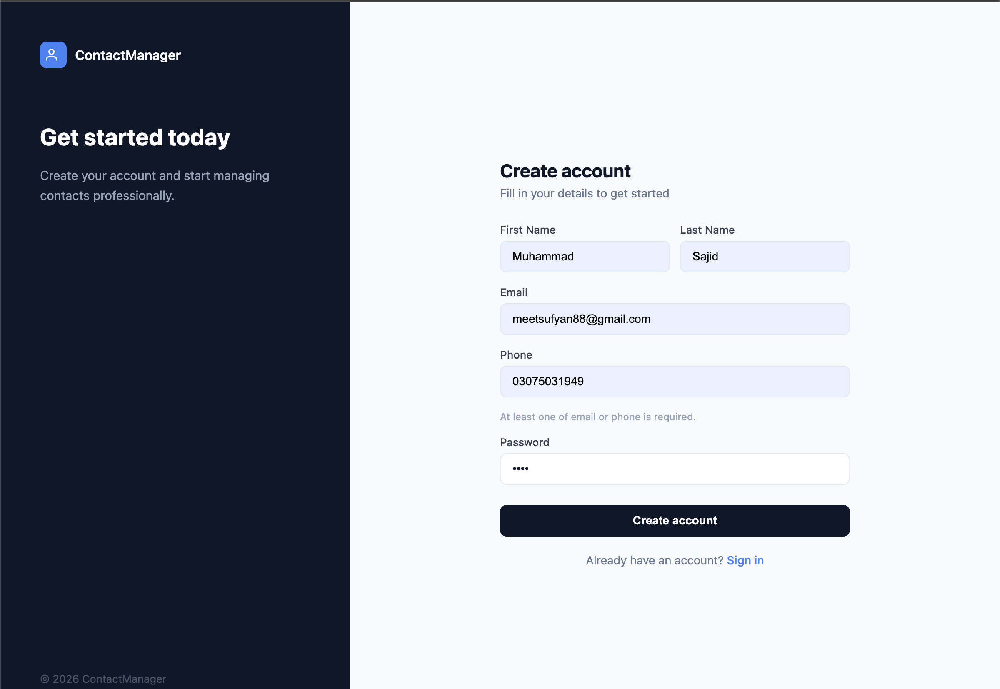 ContactManager
Get started today
Create your account and start managing
contacts professionally.
© 2026 ContactManager
Create account
Fill in your details to get started
First Name
Last Name
Muhammad
Sajid
Email
meetsufyan88@gmail.com
Phone
03075031949
At least one of email or phone is required.
Password
••••
Create account
Already have an account? Sign in